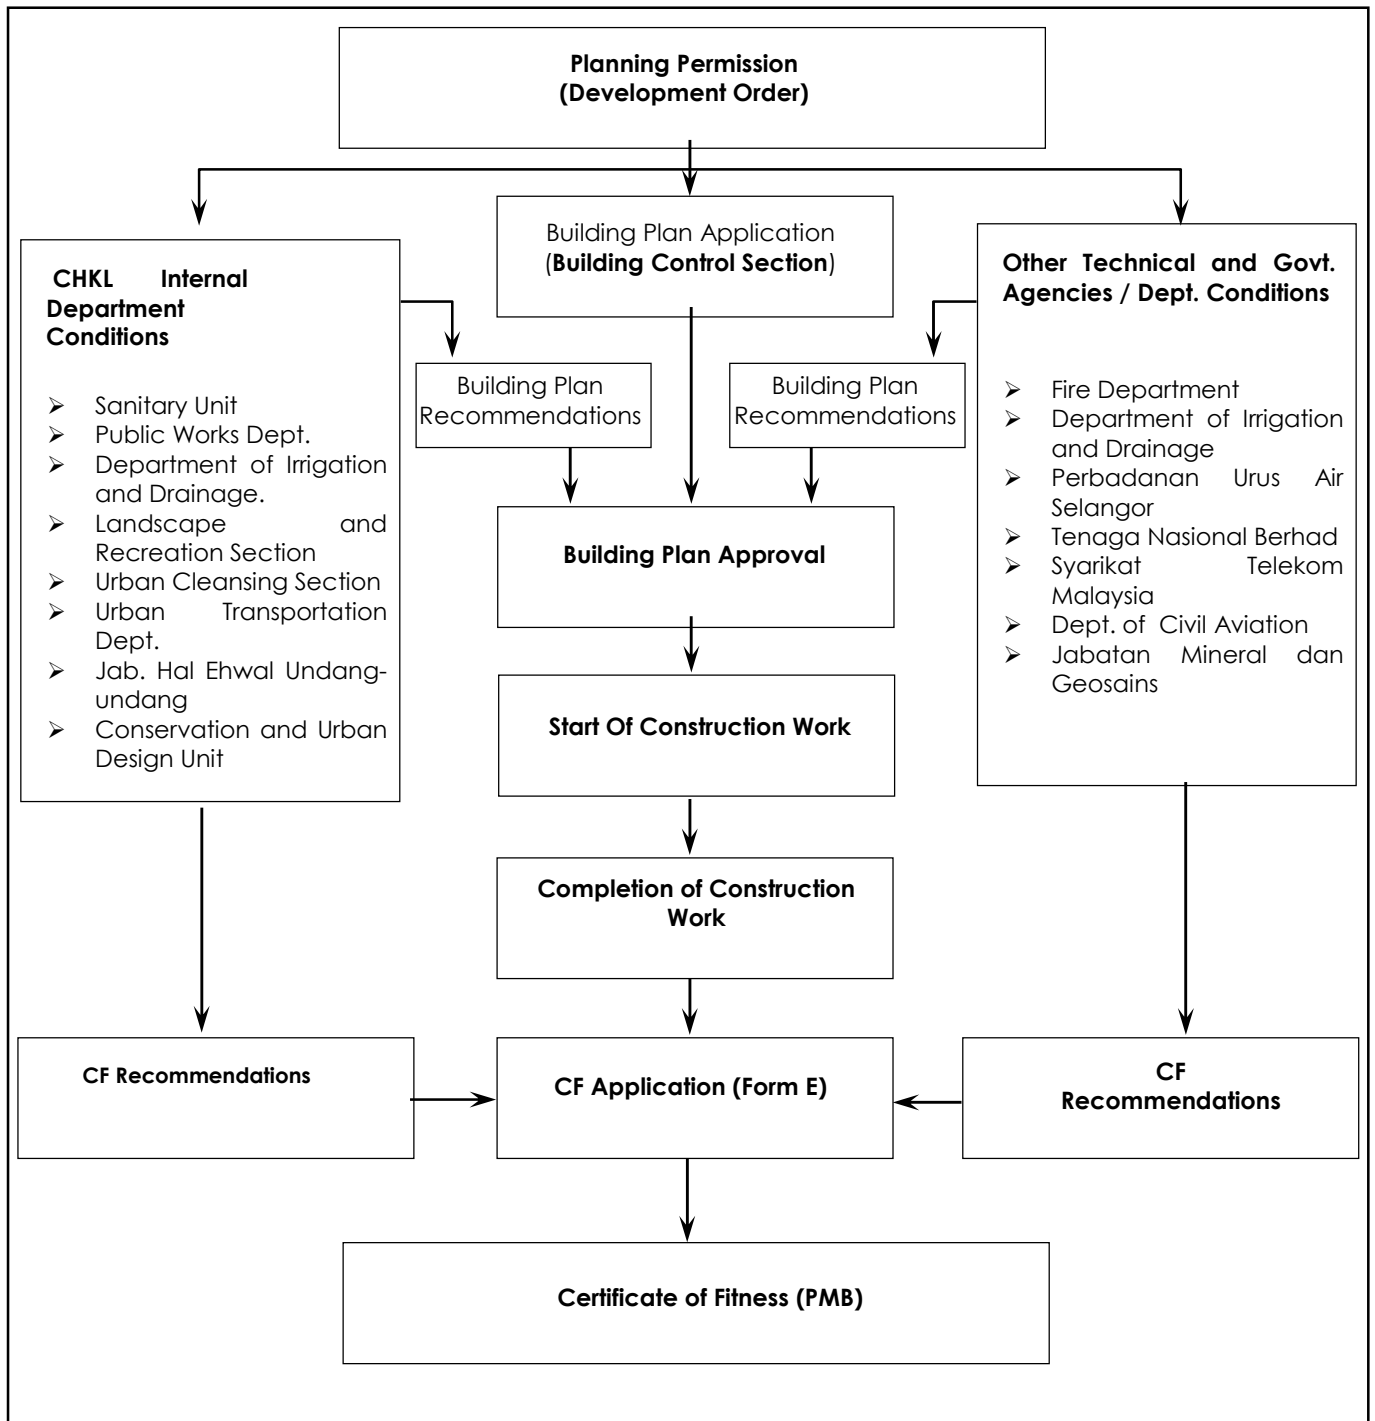 Planning Permission
(Development Order)
Building Plan Application
(Building Control Section)
CHKL Internal
Department
Conditions
➢ Sanitary Unit
➢ Public Works Dept.
➢ Department of Irrigation
and Drainage.
➢ Landscape and
Recreation Section
➢ Urban Cleansing Section
➢ Urban Transportation
Dept.
➢ Jab. Hal Ehwal Undang-
undang
➢ Conservation and Urban
Design Unit
Building Plan
Recommendations
Building Plan
Recommendations
Other Technical and Govt.
Agencies / Dept. Conditions
➢ Fire Department
➢ Department of Irrigation
and Drainage
➢ Perbadanan Urus Air
Selangor
➢ Tenaga Nasional Berhad
➢ Syarikat Telekom
Malaysia
➢ Dept. of Civil Aviation
➢ Jabatan Mineral dan
Geosains
Building Plan Approval
Start Of Construction Work
Completion of Construction
Work
CF Recommendations
CF Application (Form E)
CF
Recommendations
Certificate of Fitness (PMB)